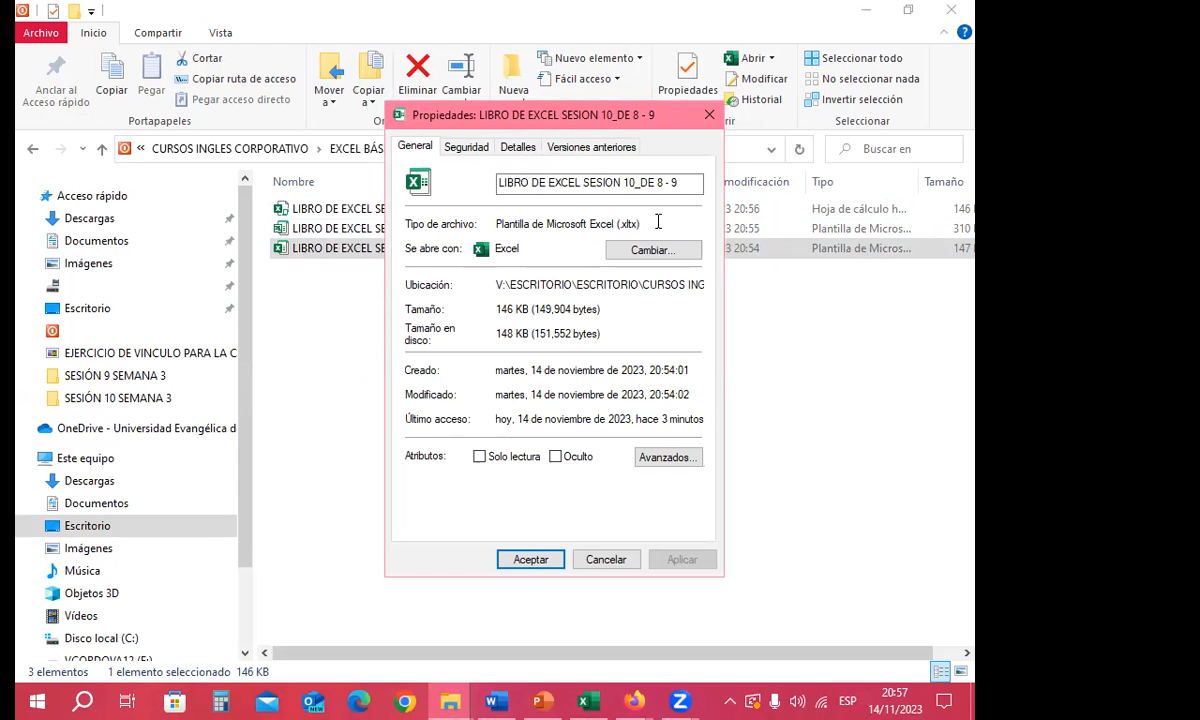 Archivo Inicio Compartir Vista
Anclar al
Acceso rápido
Copiar
Pegar
Cortar
Copiar ruta de acceso
Pegar acceso directo
Portapapeles
Mover
a
Copiar
a
Eliminar
Cambiar
Nueva
Nuevo elemento
Fácil acceso
Propiedades
Abrir
Modificar
Historial
Seleccionar todo
No seleccionar nada
Invertir selección
Seleccionar
« CURSOS INGLES CORPORATIVO > EXCEL BÁS
Buscar en
Acceso rápido
Descargas
Documentos
Imágenes
Escritorio
EJERCICIO DE VINCULO PARA LA C
SESIÓN 9 SEMANA 3
SESIÓN 10 SEMANA 3
OneDrive - Universidad Evangélica d
Este equipo
Descargas
Documentos
Escritorio
Imágenes
Música
Objetos 3D
Vídeos
Disco local (C:)
VCORDOVA12 (F:)
Nombre modificación Tipo Tamaño
LIBRO DE EXCEL SE 3 20:56 Hoja de cálculo h... 146
LIBRO DE EXCEL SE 3 20:55 Plantilla de Micros... 310
LIBRO DE EXCEL SE 3 20:54 Plantilla de Micros... 147
Propiedades: LIBRO DE EXCEL SESION 10_DE 8 - 9
General Seguridad Detalles Versiones anteriores
LIBRO DE EXCEL SESION 10_DE 8 - 9
Tipo de archivo: Plantilla de Microsoft Excel (.xltx)
Se abre con: Excel Cambiar...
Ubicación: V:\ESCRITORIO\ESCRITORIO\CURSOS ING
Tamaño: 146 KB (149,904 bytes)
Tamaño en
disco: 148 KB (151,552 bytes)
Creado: martes, 14 de noviembre de 2023, 20:54:01
Modificado: martes, 14 de noviembre de 2023, 20:54:02
Último acceso: hoy, 14 de noviembre de 2023, hace 3 minutos
Atributos: Solo lectura Oculto Avanzados...
Aceptar Cancelar Aplicar
3 elementos 1 elemento seleccionado 146 KB
ESP
20:57
14/11/2023